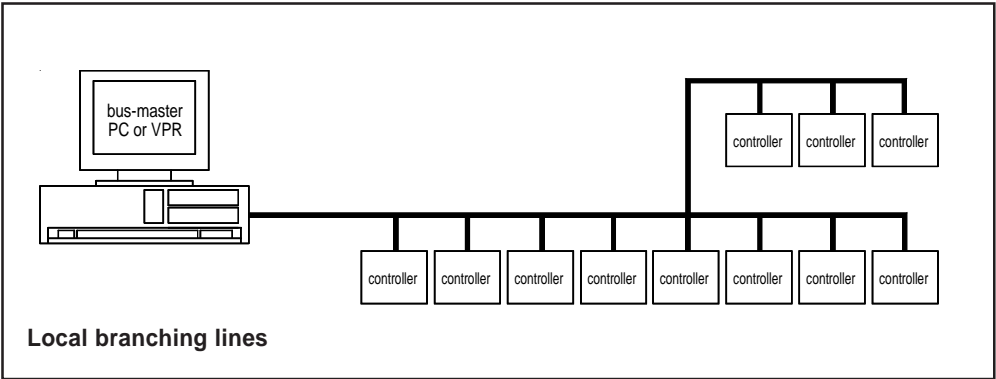 bus-master
PC or VPR
controller controller controller
controller controller controller controller controller controller controller controller
Local branching lines